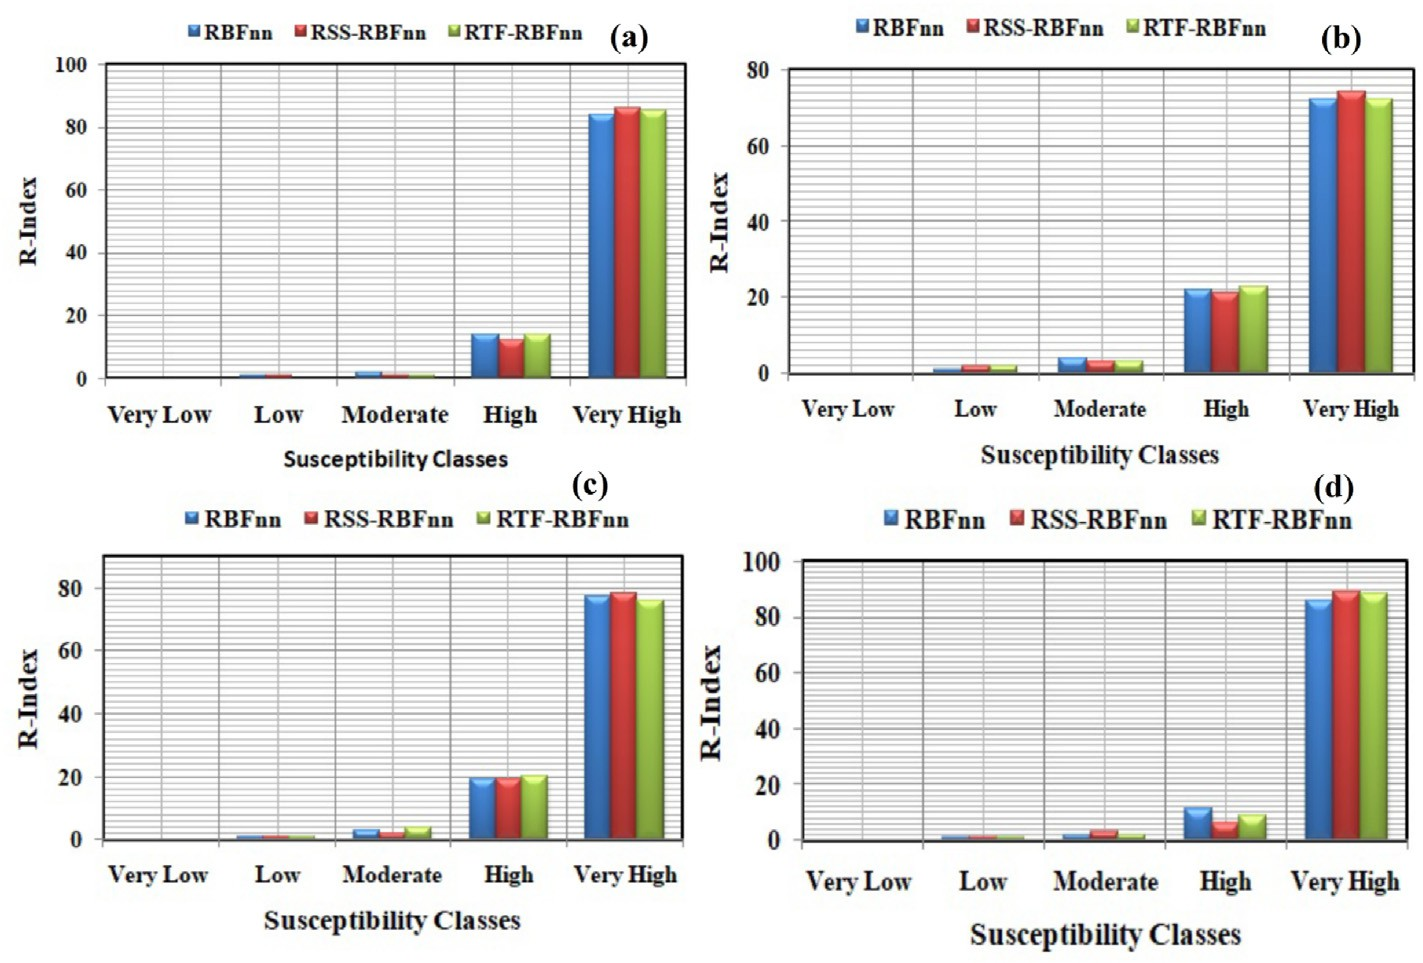 RBFnn RSS-RBFnn RTF-RBFnn (a)
100
80
60
40
20
0
R-Index
Very Low Low Moderate High Very High
Susceptibility Classes
RBFnn RSS-RBFnn RTF-RBFnn (b)
80
60
40
20
0
R-Index
Very Low Low Moderate High Very High
Susceptibility Classes
(c)
RBFnn RSS-RBFnn RTF-RBFnn
80
60
40
20
0
R-Index
Very Low Low Moderate High Very High
Susceptibility Classes
(d)
RBFnn RSS-RBFnn RTF-RBFnn
100
80
60
40
20
0
R-Index
Very Low Low Moderate High Very High
Susceptibility Classes